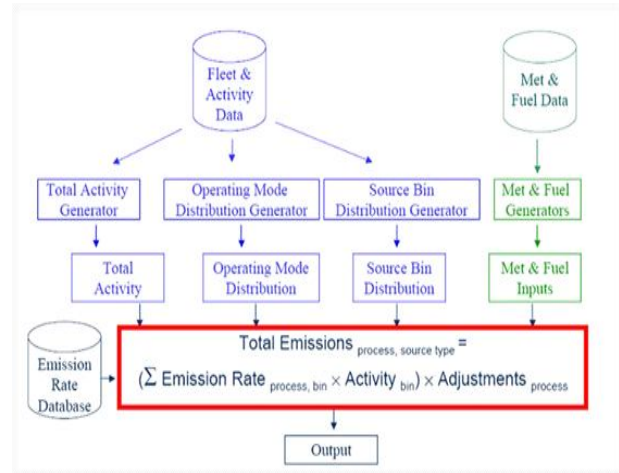 Fleet &
Activity
Data
Met &
Fuel Data
Total Activity
Generator
Operating Mode
Distribution Generator
Source Bin
Distribution Generator
Met & Fuel
Generators
Total
Activity
Operating Mode
Distribution
Source Bin
Distribution
Met & Fuel
Inputs
Emission
Rate
Database
Total Emissions process, source type =
(∑ Emission Rate process, bin × Activity bin) × Adjustments process
Output